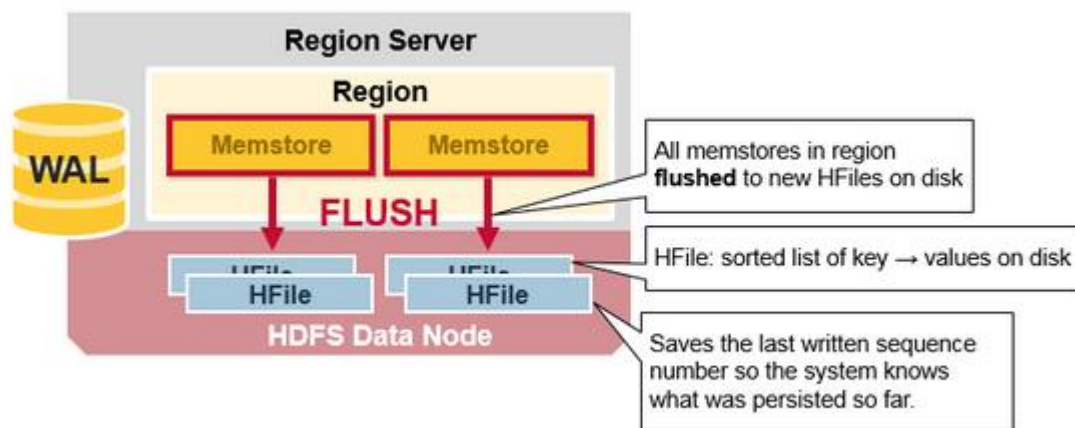 Region Server
Region
Memstore
Memstore
WAL
FLUSH
All memstores in region
flushed to new HFiles on disk
HFile: sorted list of key → values on disk
HFile
HFile
HFile
HFile
HDFS Data Node
Saves the last written sequence
number so the system knows
what was persisted so far.